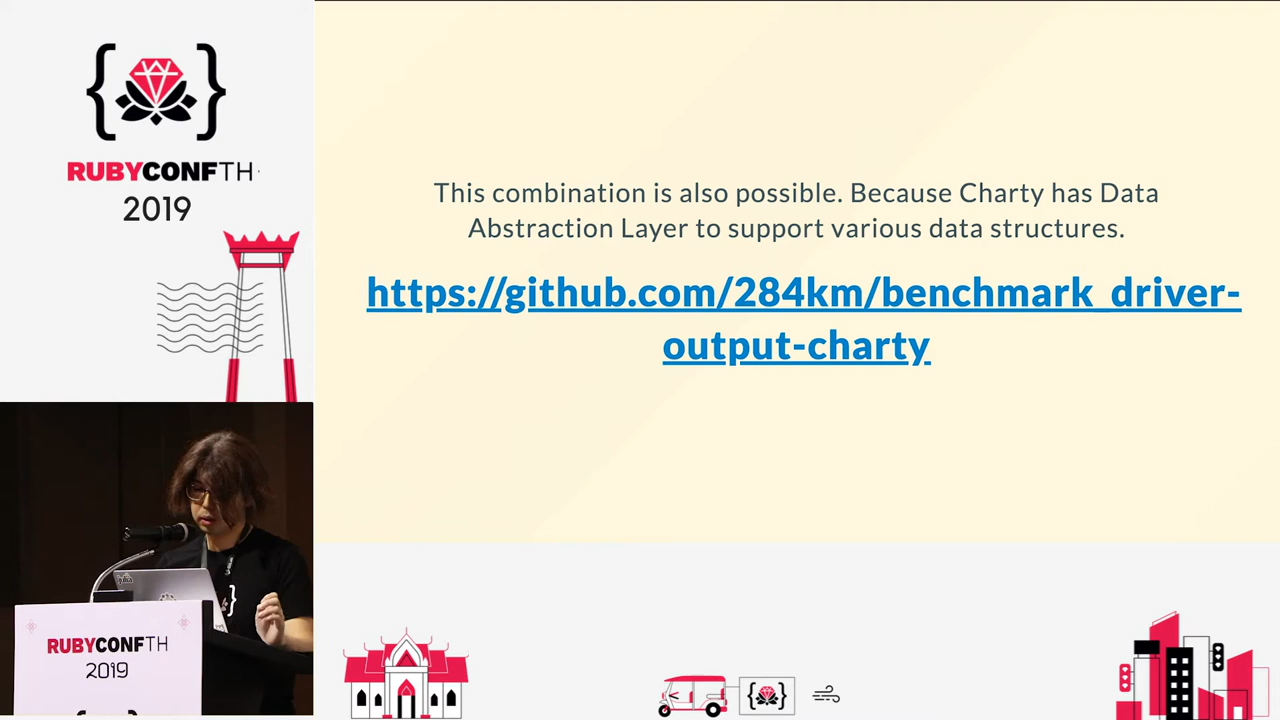 RUBYCONFTH
2019
This combination is also possible. Because Charty has Data
Abstraction Layer to support various data structures.
https://github.com/284km/benchmark_driver-
output-charty
RUBYCONFTH
2019